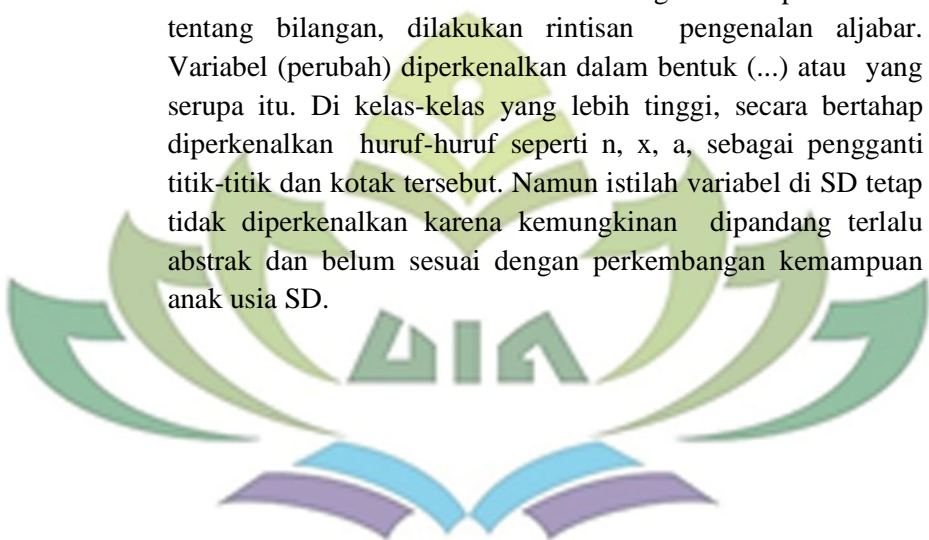 tentang bilangan, dilakukan rintisan pengenalan aljabar.
Variabel (perubah) diperkenalkan dalam bentuk (...) atau yang
serupa itu. Di kelas-kelas yang lebih tinggi, secara bertahap
diperkenalkan huruf-huruf seperti n, x, a, sebagai pengganti
titik-titik dan kotak tersebut. Namun istilah variabel di SD tetap
tidak diperkenalkan karena kemungkinan dipandang terlalu
abstrak dan belum sesuai dengan perkembangan kemampuan
anak usia SD.